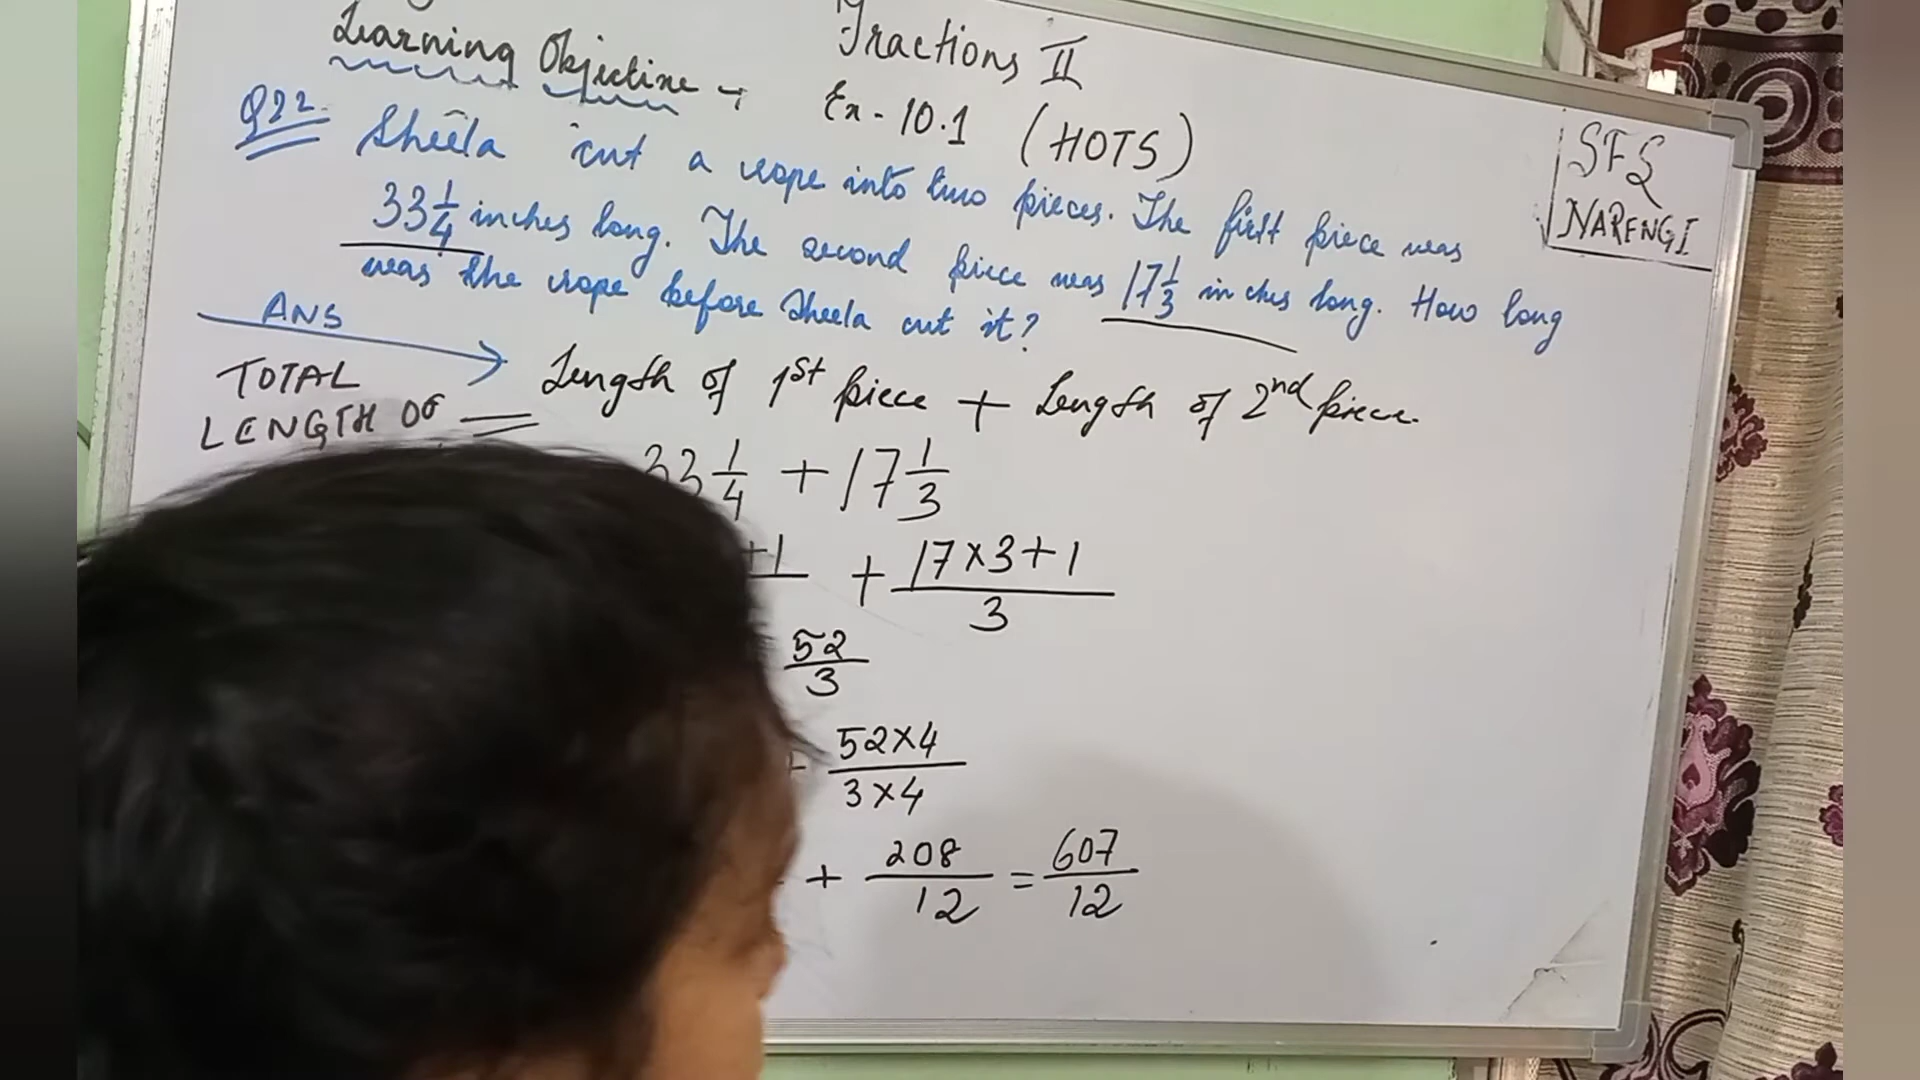 Learning Objective → Fractions II
Ex - 10.1 (HOTS)
SFS
NARENGI
Q22. Sheela cut a rope into two pieces. The first piece was
33 1/4 inches long. The second piece was 17 1/3 inches long. How long
was the rope before Sheela cut it?
ANS
TOTAL
LENGTH OF = Length of 1st piece + Length of 2nd piece.
33 1/4 + 17 1/3
+1 + 17×3+1/3
52/3
52×4/3×4
+ 208/12 = 607/12